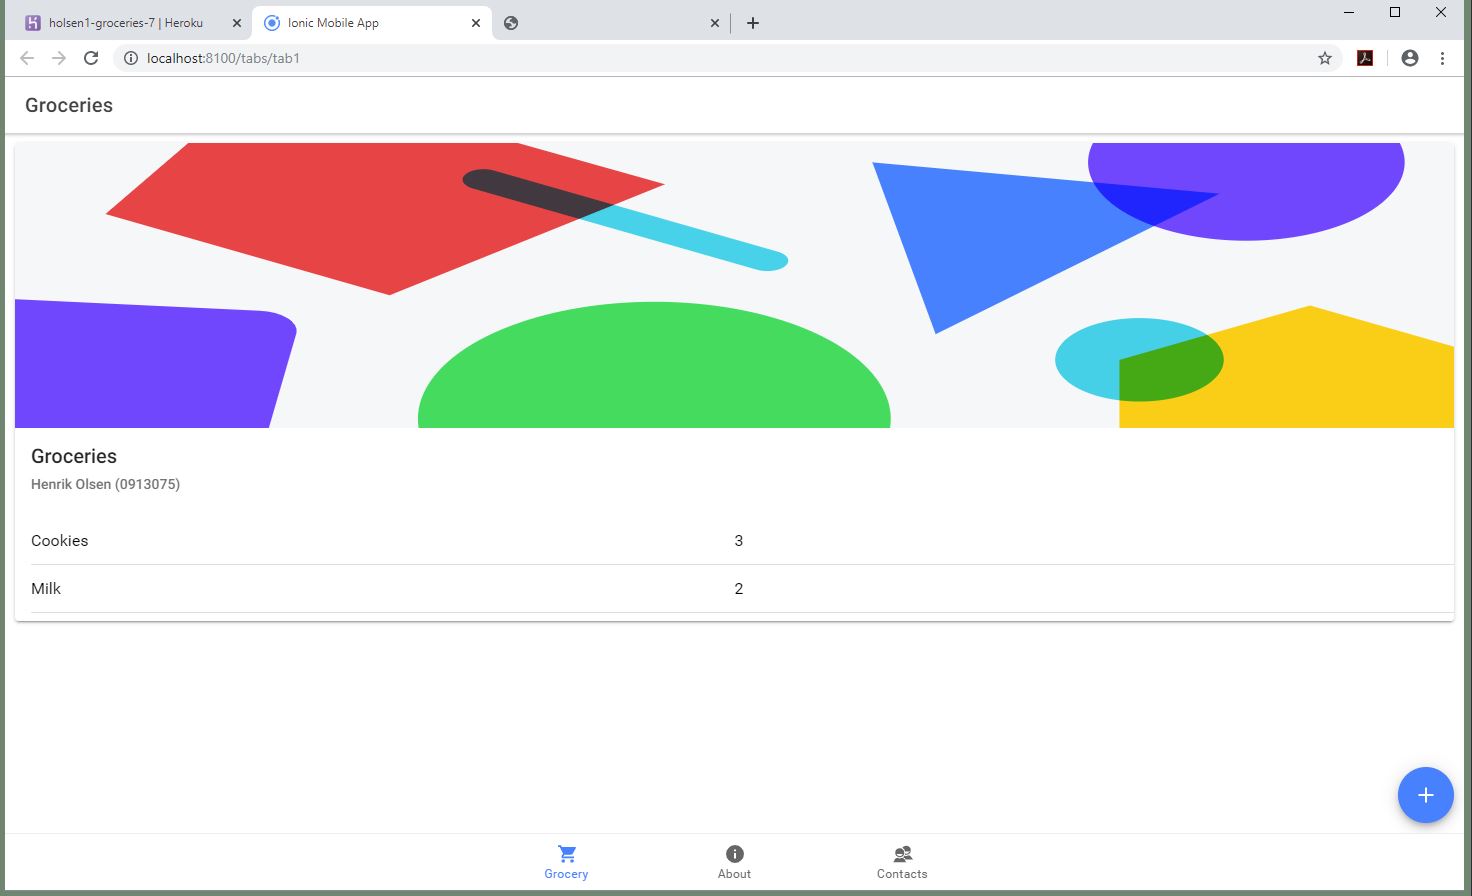 holsen1-groceries-7 | Heroku
Ionic Mobile App
localhost:8100/tabs/tab1
Groceries
Groceries
Henrik Olsen (0913075)
Cookies 3
Milk 2
Grocery About Contacts